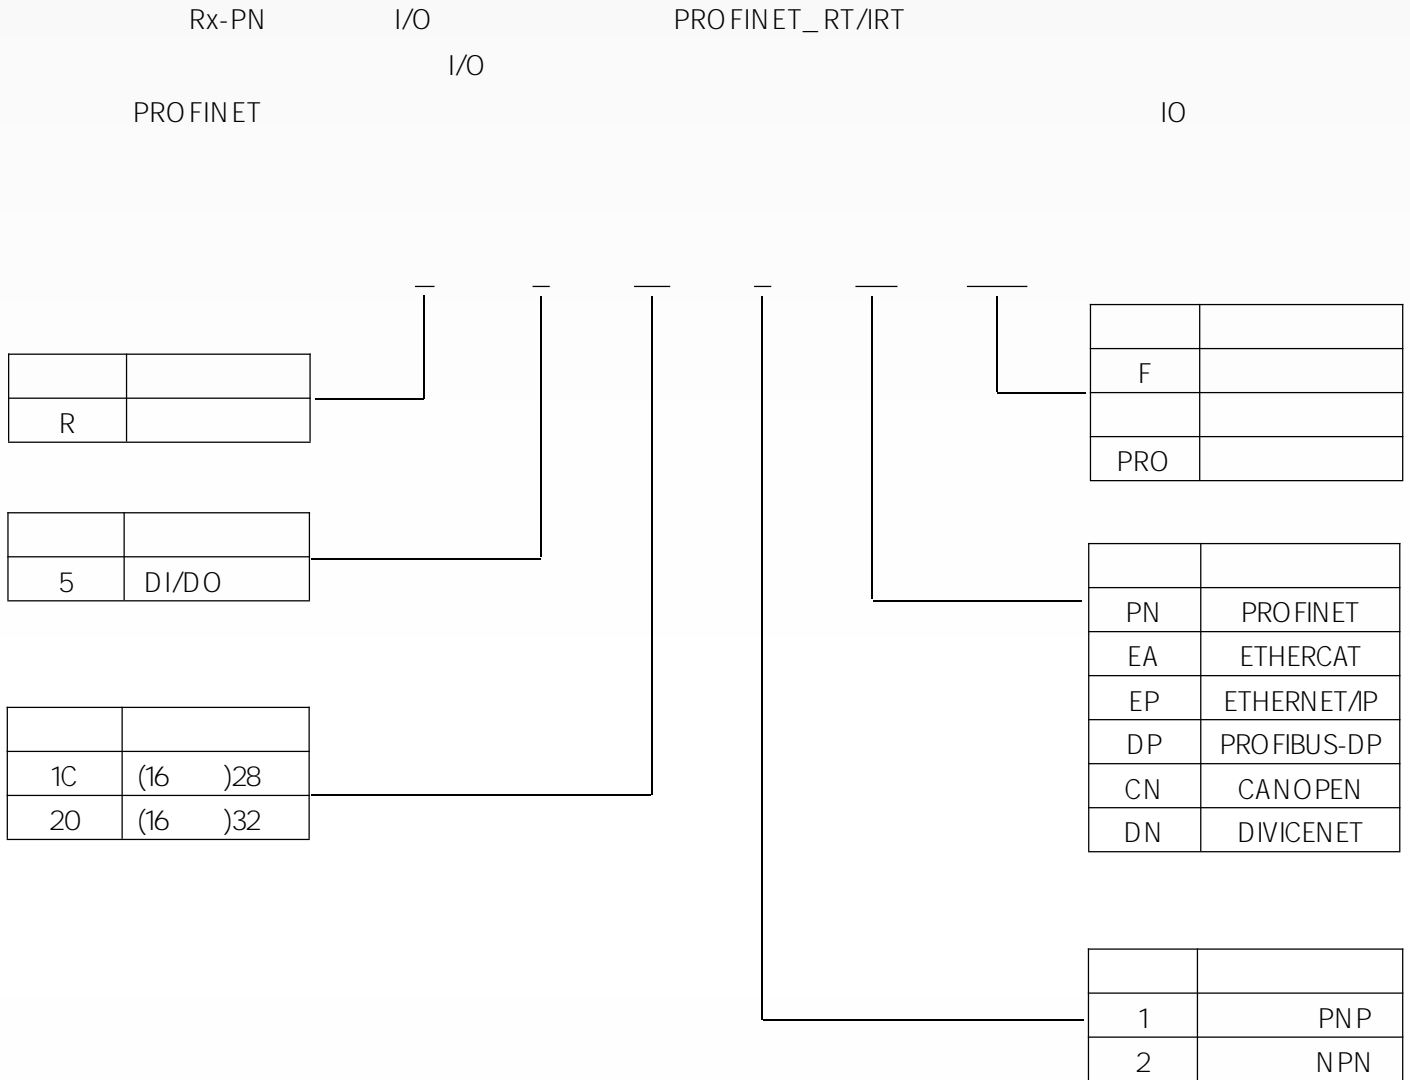 Rx-PN I/O PROFINET_RT/IRT
I/O
PROFINET IO
R
5 DI/DO
1C (16 )28
20 (16 )32
F
PRO
PN PROFINET
EA ETHERCAT
EP ETHERNET/IP
DP PROFIBUS-DP
CN CANOPEN
DN DIVICENET
1 PNP
2 NPN